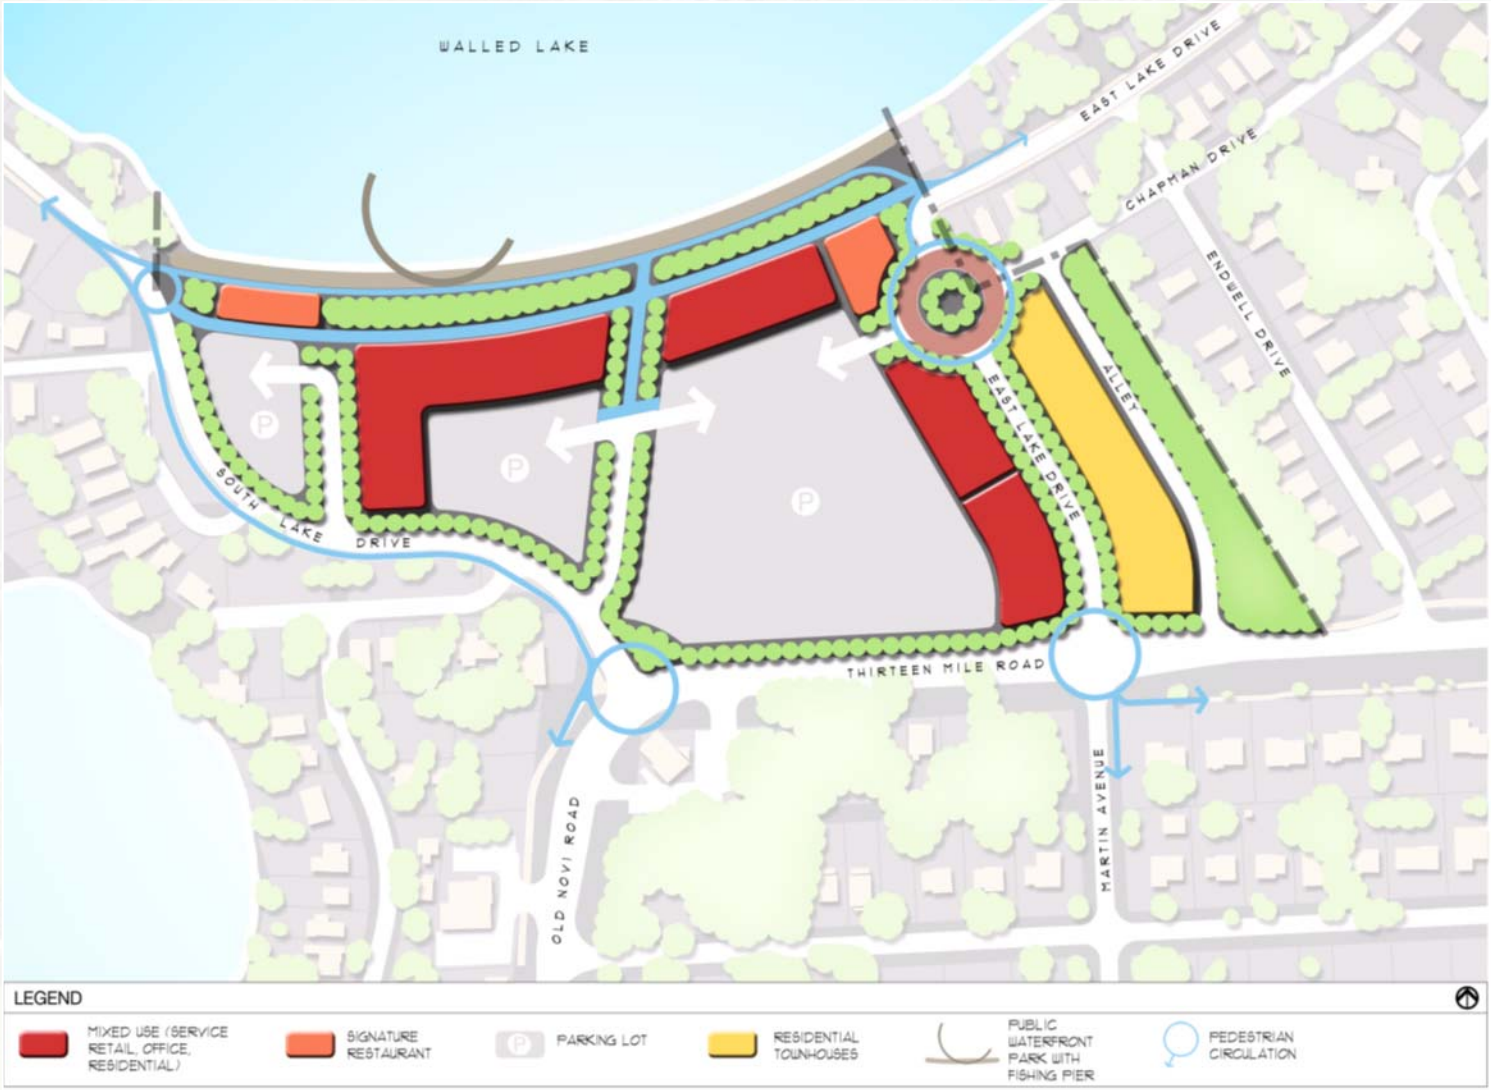 WALLED LAKE
EAST LAKE DRIVE
CHAPMAN DRIVE
ENDWELL DRIVE
ALLEY
EAST LAKE DRIVE
P
P
P
SOUTH LAKE DRIVE
THIRTEEN MILE ROAD
MARTIN AVENUE
OLD NOVI ROAD
LEGEND
MIXED USE (SERVICE
RETAIL, OFFICE,
RESIDENTIAL)
SIGNATURE
RESTAURANT
P
PARKING LOT
RESIDENTIAL
TOWNHOUSES
PUBLIC
WATERFRONT
PARK WITH
FISHING PIER
PEDESTRIAN
CIRCULATION